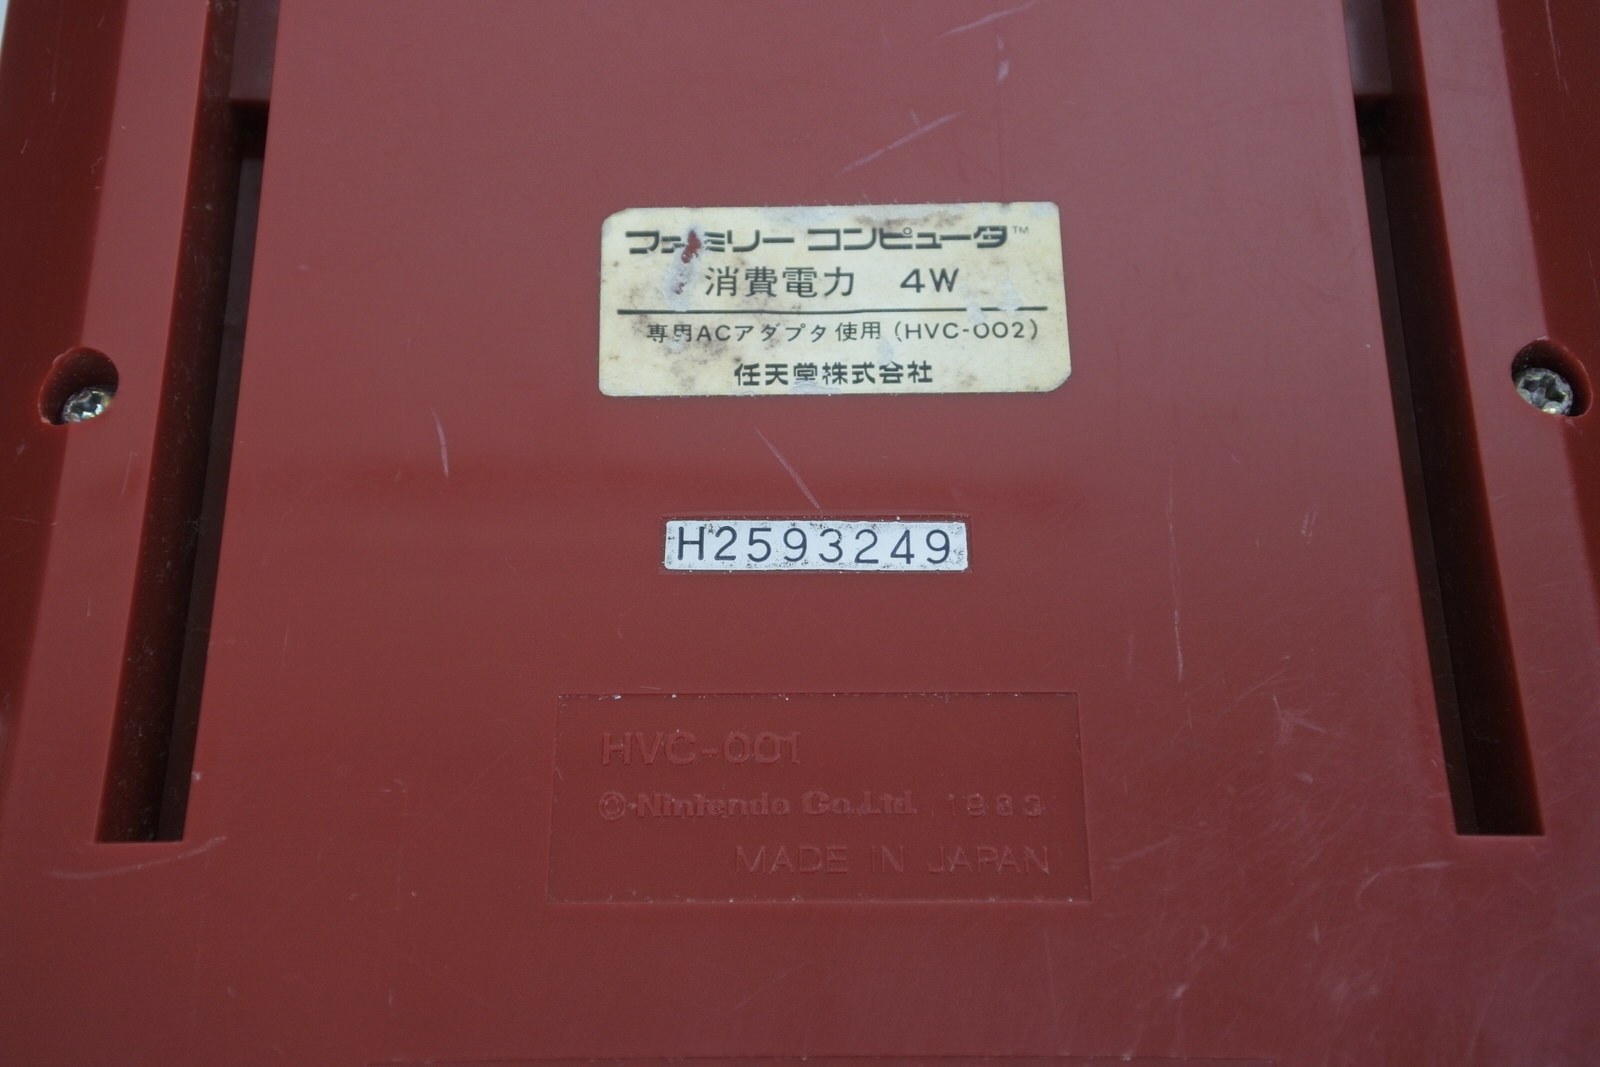 ファミリー コンピュータ™
消費電力 4W
専用ACアダプタ使用(HVC-002)
任天堂株式会社
H2593249
HVC-001
© Nintendo Co.,Ltd. 1983
MADE IN JAPAN